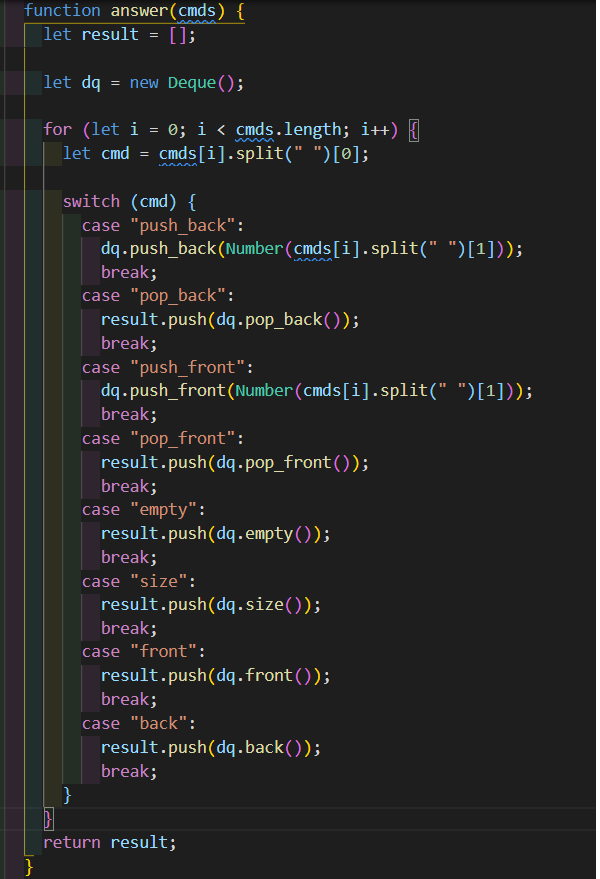 function answer(cmds) {
let result = [];
let dq = new Deque();
for (let i = 0; i < cmds.length; i++) {
let cmd = cmds[i].split(" ")[0];
switch (cmd) {
case "push_back":
dq.push_back(Number(cmds[i].split(" ")[1]));
break;
case "pop_back":
result.push(dq.pop_back());
break;
case "push_front":
dq.push_front(Number(cmds[i].split(" ")[1]));
break;
case "pop_front":
result.push(dq.pop_front());
break;
case "empty":
result.push(dq.empty());
break;
case "size":
result.push(dq.size());
break;
case "front":
result.push(dq.front());
break;
case "back":
result.push(dq.back());
break;
}
}
return result;
}